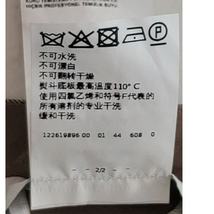 不可水洗
不可漂白
不可翻转干燥
熨斗底板最高温度110°C
使用四氯乙烯和符号F代表的
所有溶剂的专业干洗
缓和干洗
122619896 00 01 44 608 0
- - 2/2 - -